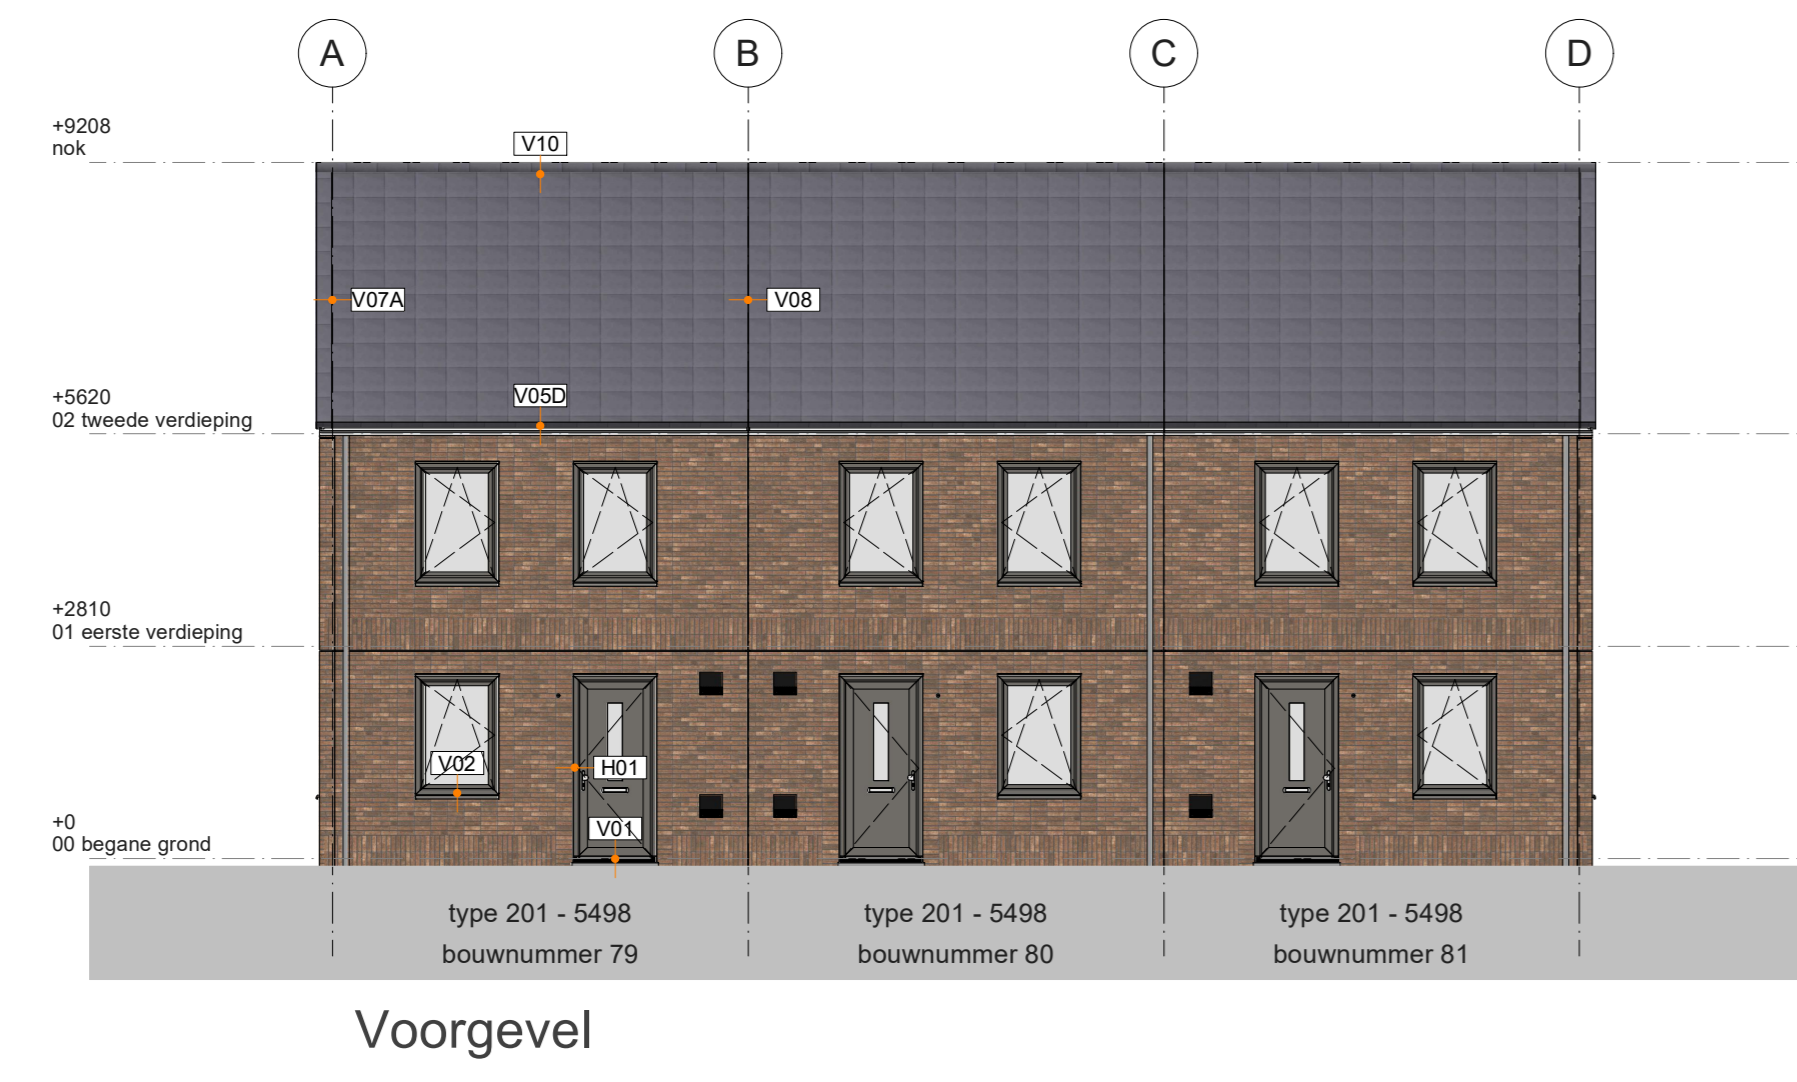 A B C D
+9208
nok
V10
V07A V08
V05D
+5620
02 tweede verdieping
+2810
01 eerste verdieping
V02 H01
V01
+0
00 begane grond
type 201 - 5498 type 201 - 5498 type 201 - 5498
bouwnummer 79 bouwnummer 80 bouwnummer 81
Voorgevel